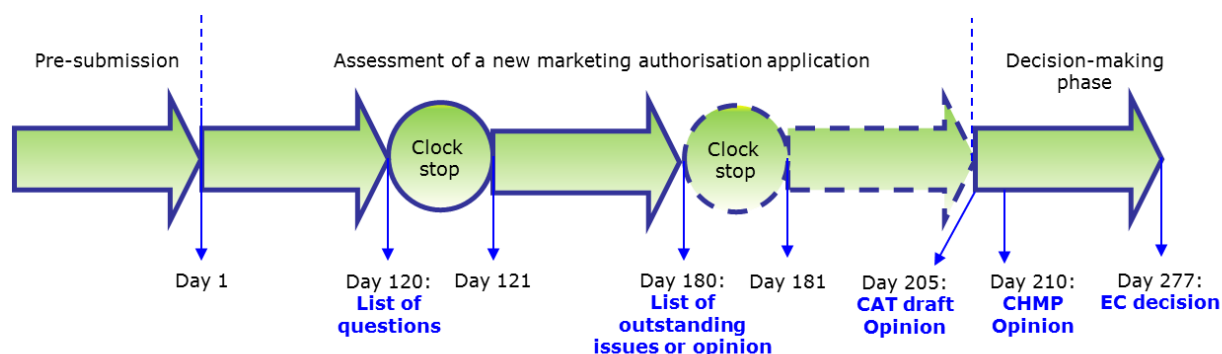 Pre-submission
Assessment of a new marketing authorisation application
Decision-making
phase
Clock
stop
Clock
stop
Day 1
Day 120:
List of
questions
Day 121
Day 180:
List of
outstanding
issues or opinion
Day 181
Day 205:
CAT draft
Opinion
Day 210:
CHMP
Opinion
Day 277:
EC decision